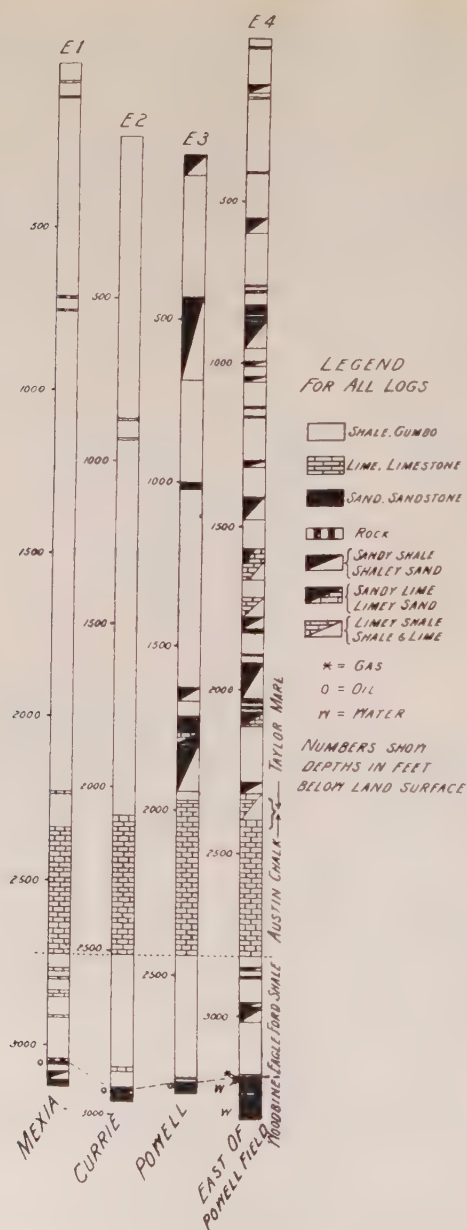 E1
E2
E3
E4
500
1000
1500
2000
2500
3000
500
1000
1500
2000
2500
3000
500
1000
1500
2000
2500
500
1000
1500
2000
2500
3000
LEGEND
FOR ALL LOGS
SHALE, GUMBO
LIME, LIMESTONE
SAND, SANDSTONE
ROCK
SANDY SHALE
SHALEY SAND
SANDY LIME
LIMEY SAND
LIMEY SHALE
SHALE & LIME
* = GAS
O = OIL
W = WATER
NUMBERS SHOW
DEPTHS IN FEET
BELOW LAND SURFACE
TAYLOR MARL
AUSTIN CHALK
EAGLE FORD SHALE
WOODBINE
O
O
O
W
W
MEXIA
CURRIE
POWELL
EAST OF
POWELL FIELD